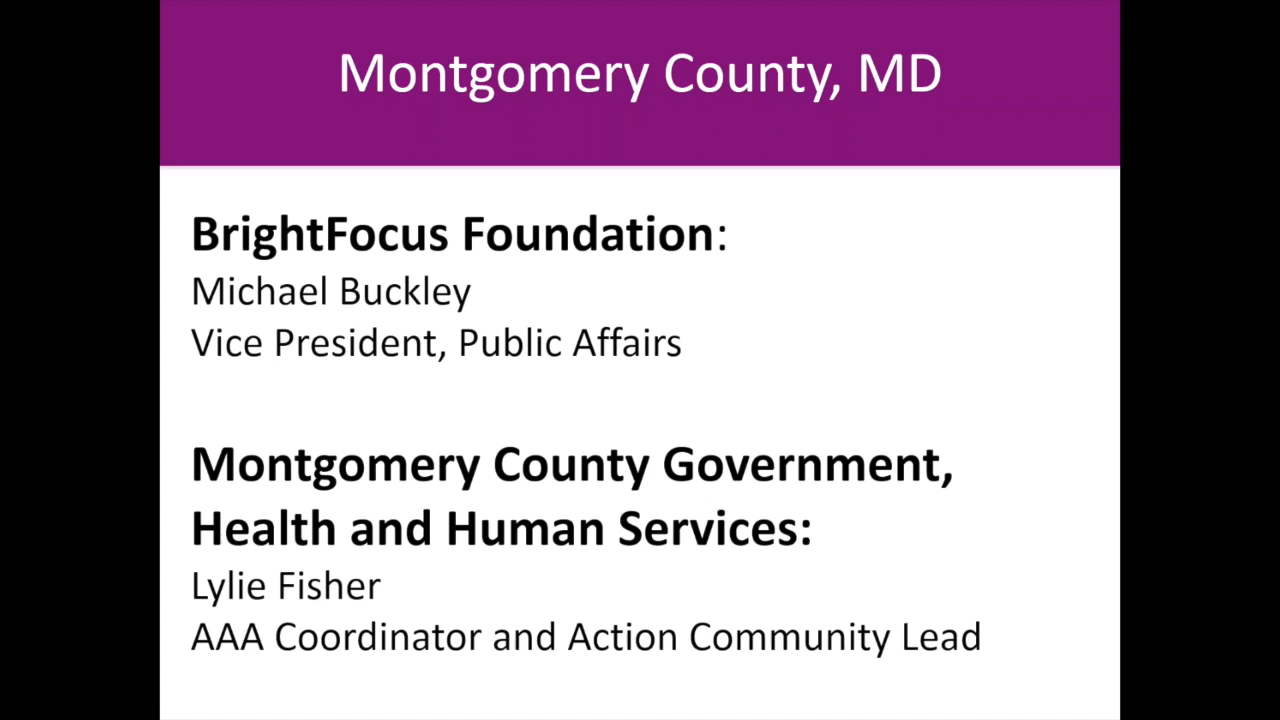 Montgomery County, MD
BrightFocus Foundation:
Michael Buckley
Vice President, Public Affairs
Montgomery County Government,
Health and Human Services:
Lylie Fisher
AAA Coordinator and Action Community Lead